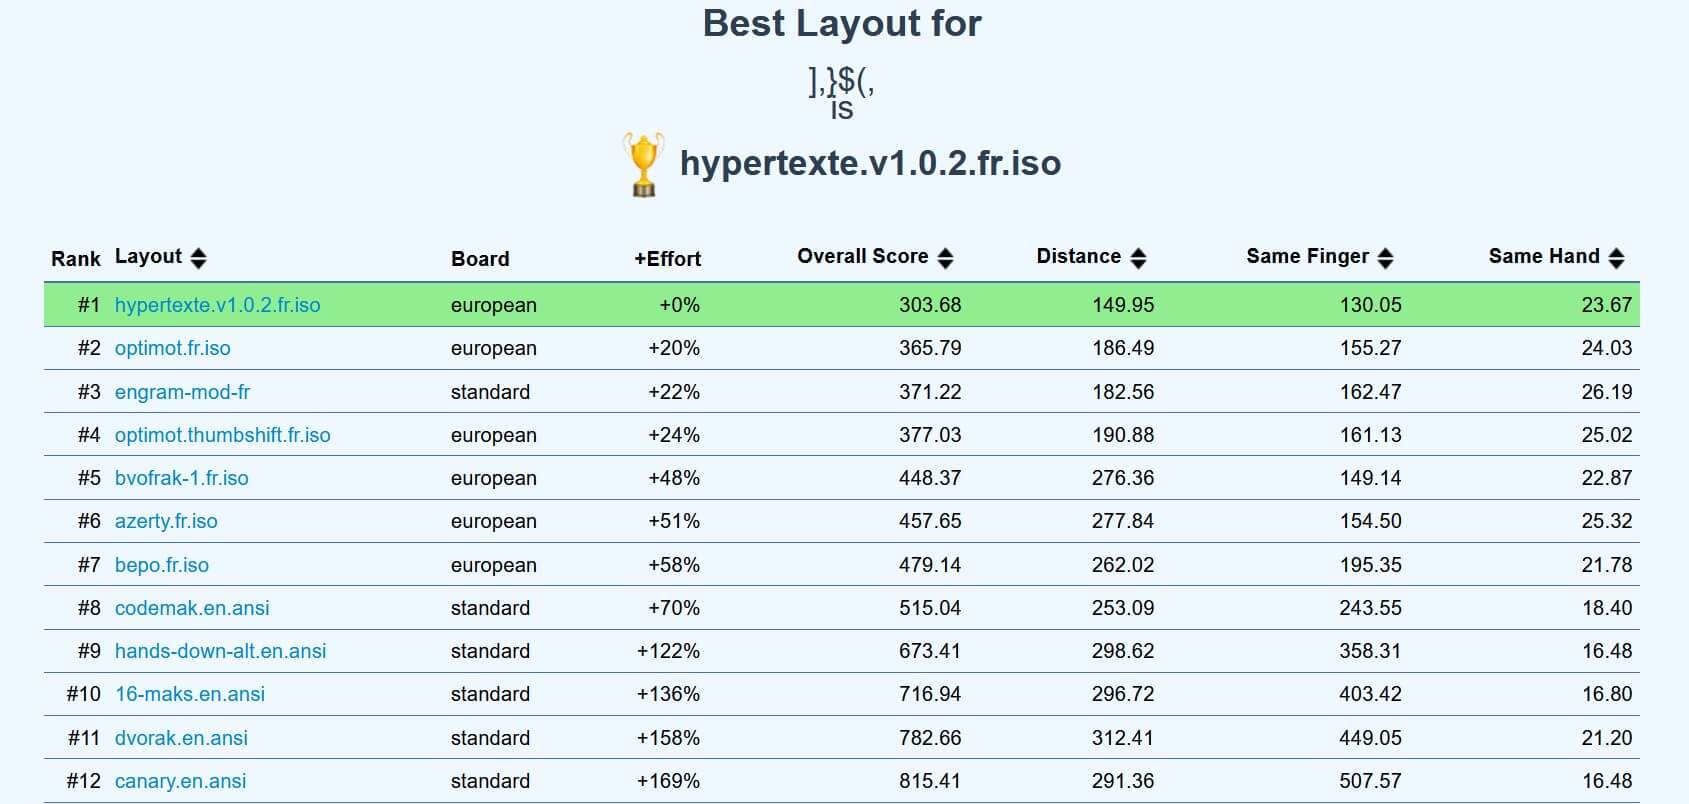 Best Layout for
],}$(,
is
hypertexte.v1.0.2.fr.iso
Rank Layout Board +Effort Overall Score Distance Same Finger Same Hand
#1 hypertexte.v1.0.2.fr.iso european +0% 303.68 149.95 130.05 23.67
#2 optimot.fr.iso european +20% 365.79 186.49 155.27 24.03
#3 engram-mod-fr standard +22% 371.22 182.56 162.47 26.19
#4 optimot.thumbshift.fr.iso european +24% 377.03 190.88 161.13 25.02
#5 bvofrak-1.fr.iso european +48% 448.37 276.36 149.14 22.87
#6 azerty.fr.iso european +51% 457.65 277.84 154.50 25.32
#7 bepo.fr.iso european +58% 479.14 262.02 195.35 21.78
#8 codemak.en.ansi standard +70% 515.04 253.09 243.55 18.40
#9 hands-down-alt.en.ansi standard +122% 673.41 298.62 358.31 16.48
#10 16-maks.en.ansi standard +136% 716.94 296.72 403.42 16.80
#11 dvorak.en.ansi standard +158% 782.66 312.41 449.05 21.20
#12 canary.en.ansi standard +169% 815.41 291.36 507.57 16.48